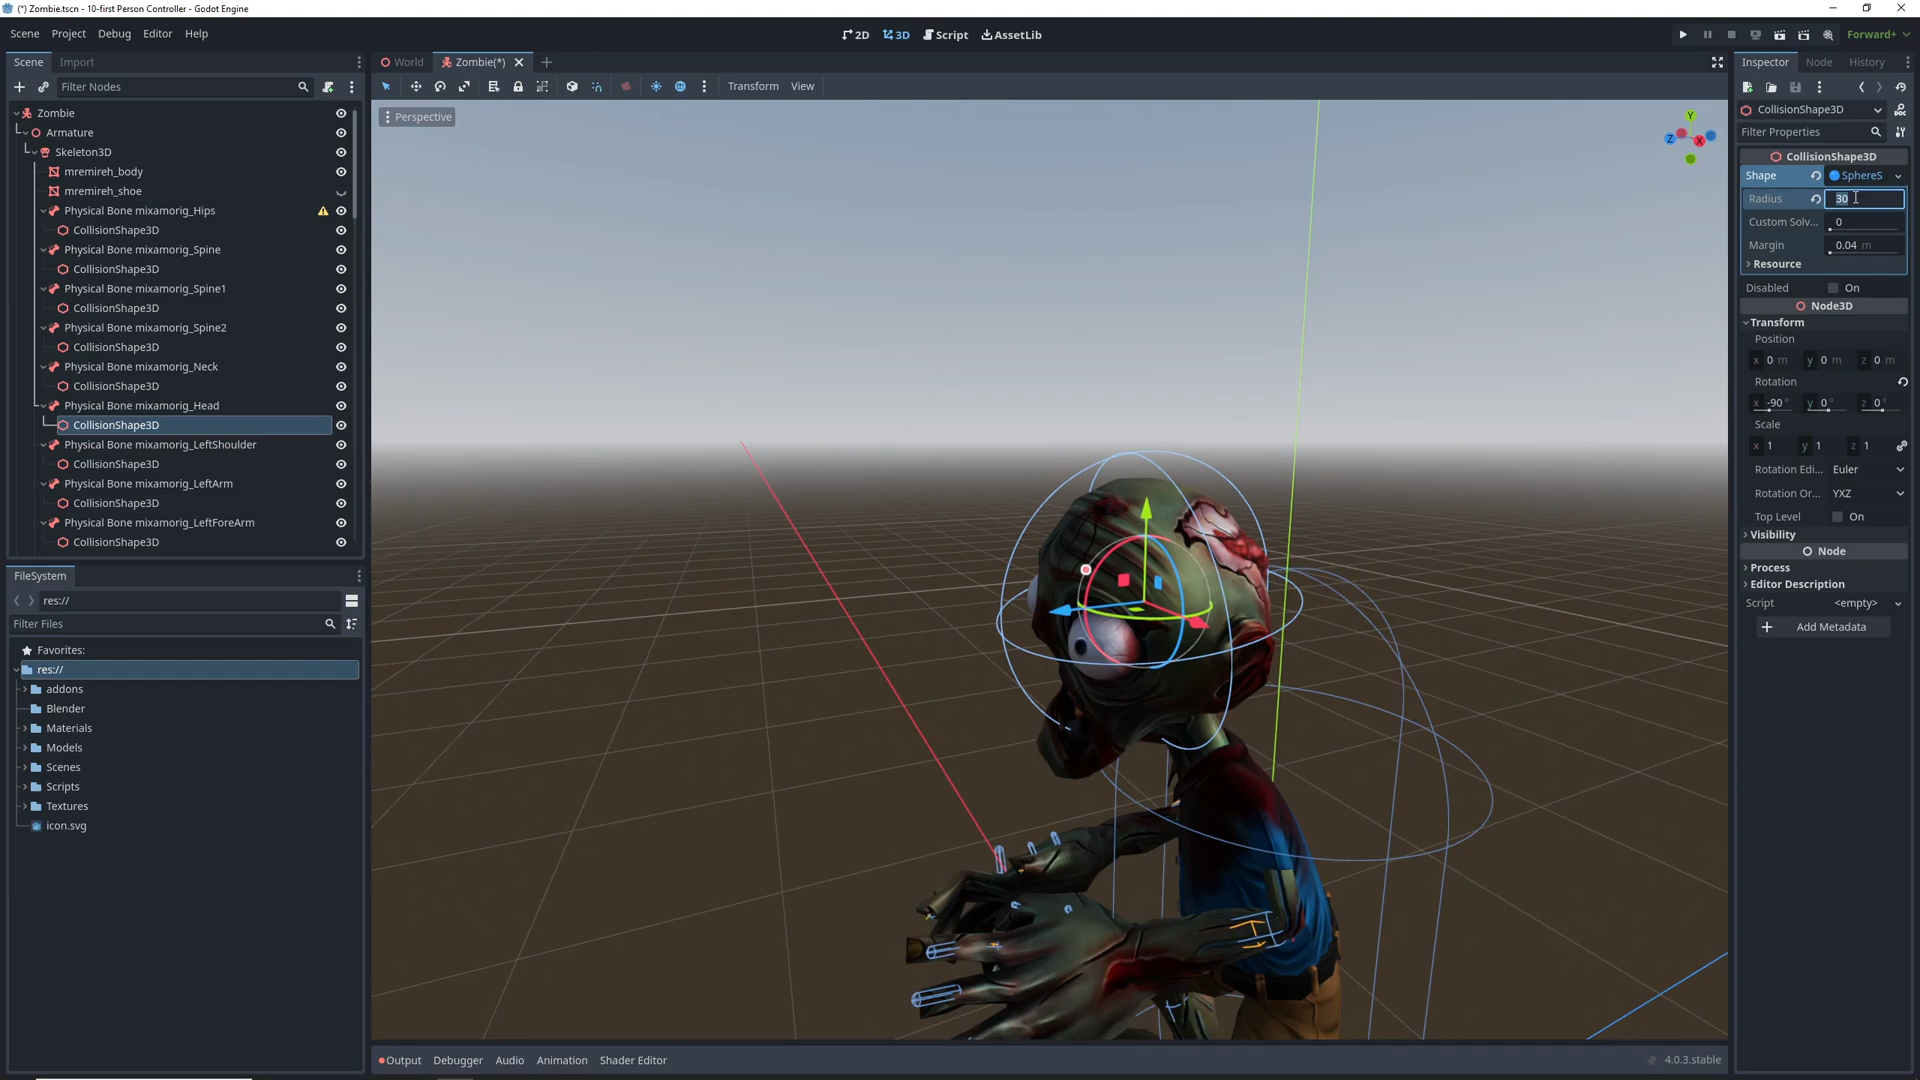 (*) Zombie.tscn - 10-first Person Controller - Godot Engine
Scene Project Debug Editor Help
2D 3D Script AssetLib
Forward+
Scene Import
World Zombie(*)
Inspector Node History
Filter Nodes
Transform View
Perspective
Y
Z X
Zombie
Armature
Skeleton3D
mremireh_body
mremireh_shoe
Physical Bone mixamorig_Hips
CollisionShape3D
Physical Bone mixamorig_Spine
CollisionShape3D
Physical Bone mixamorig_Spine1
CollisionShape3D
Physical Bone mixamorig_Spine2
CollisionShape3D
Physical Bone mixamorig_Neck
CollisionShape3D
Physical Bone mixamorig_Head
CollisionShape3D
Physical Bone mixamorig_LeftShoulder
CollisionShape3D
Physical Bone mixamorig_LeftArm
CollisionShape3D
Physical Bone mixamorig_LeftForeArm
CollisionShape3D
FileSystem
res://
Filter Files
Favorites:
res://
addons
Blender
Materials
Models
Scenes
Scripts
Textures
icon.svg
Output Debugger Audio Animation Shader Editor
4.0.3.stable
CollisionShape3D
Filter Properties
CollisionShape3D
Shape SphereS
Radius 30
Custom Solv... 0
Margin 0.04 m
Resource
Disabled On
Node3D
Transform
Position
x 0 m y 0 m z 0 m
Rotation
x -90 ° y 0 ° z 0 °
Scale
x 1 y 1 z 1
Rotation Edi... Euler
Rotation Or... YXZ
Top Level On
Visibility
Node
Process
Editor Description
Script <empty>
Add Metadata